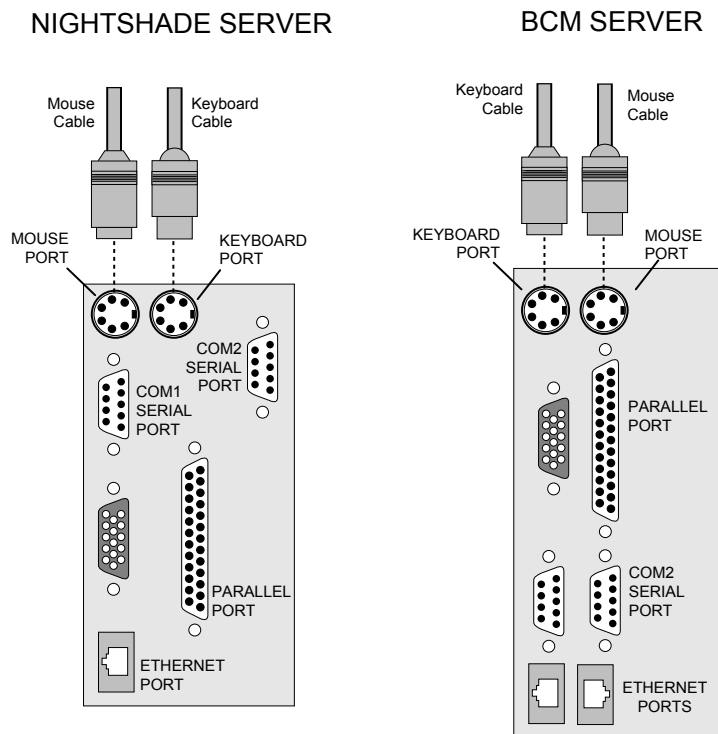 NIGHTSHADE SERVER
Mouse
Cable
Keyboard
Cable
MOUSE
PORT
KEYBOARD
PORT
COM2
SERIAL
PORT
COM1
SERIAL
PORT
PARALLEL
PORT
ETHERNET
PORT
BCM SERVER
Keyboard
Cable
Mouse
Cable
KEYBOARD
PORT
MOUSE
PORT
PARALLEL
PORT
COM2
SERIAL
PORT
ETHERNET
PORTS